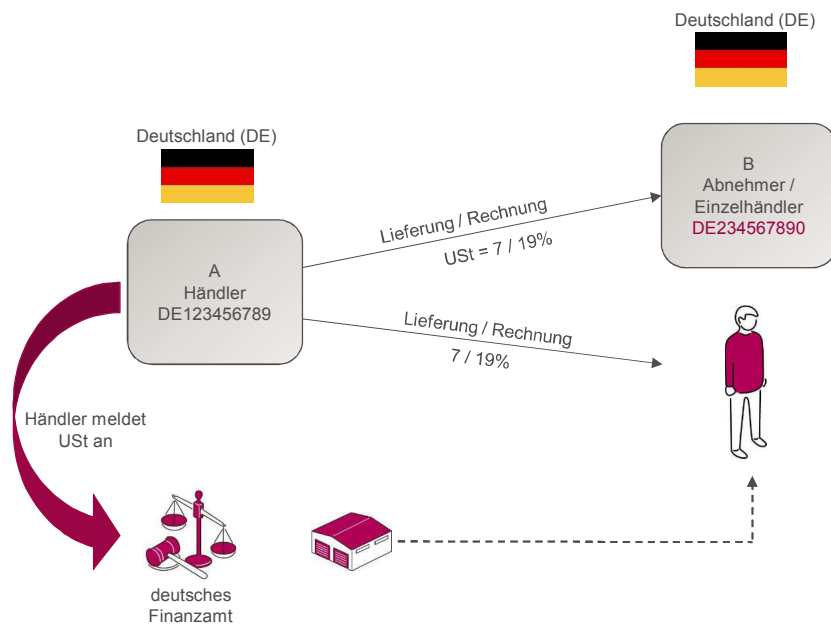 Deutschland (DE)
Deutschland (DE)
B
Abnehmer /
Einzelhändler
DE234567890
Lieferung / Rechnung
USt = 7 / 19%
A
Händler
DE123456789
Lieferung / Rechnung
7 / 19%
Händler meldet
USt an
deutsches
Finanzamt